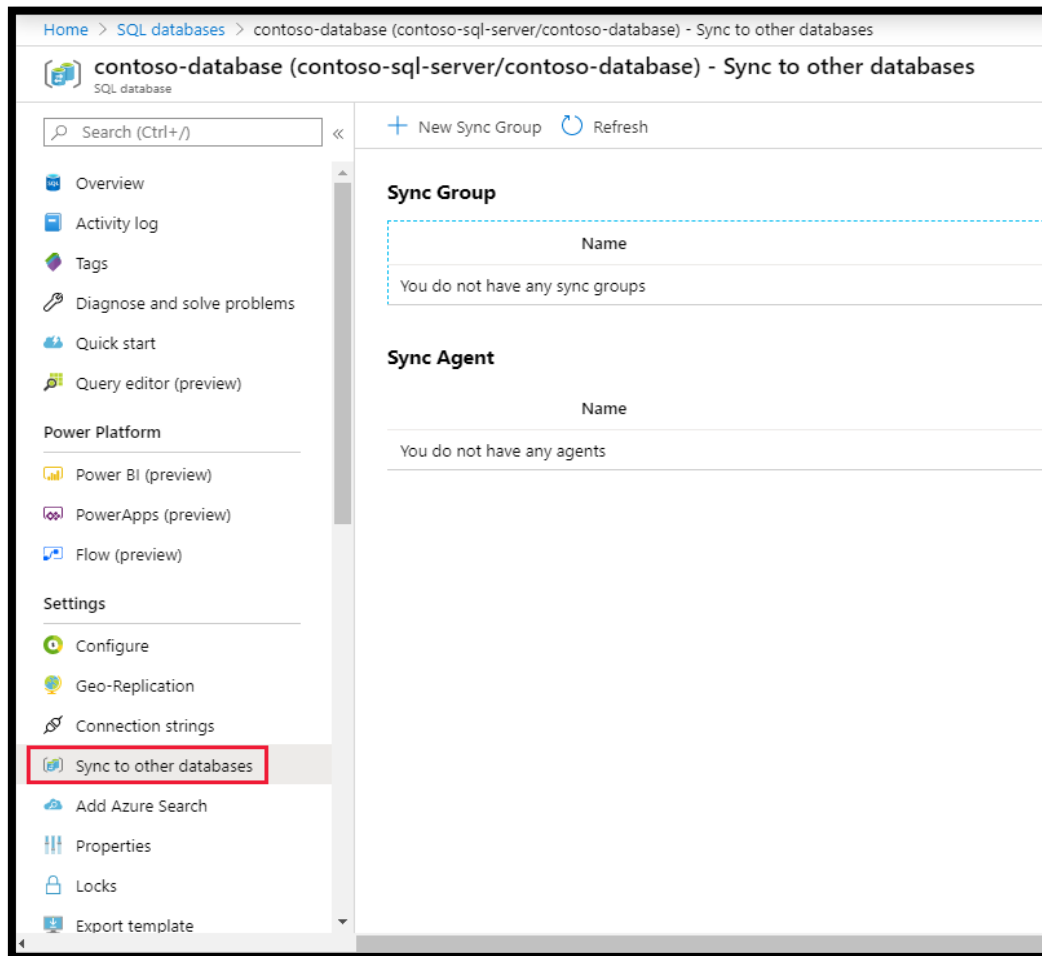 Home > SQL databases > contoso-database (contoso-sql-server/contoso-database) - Sync to other databases
contoso-database (contoso-sql-server/contoso-database) - Sync to other databases
SQL database
Search (Ctrl+/)
«
Overview
Activity log
Tags
Diagnose and solve problems
Quick start
Query editor (preview)
Power Platform
Power BI (preview)
PowerApps (preview)
Flow (preview)
Settings
Configure
Geo-Replication
Connection strings
Sync to other databases
Add Azure Search
Properties
Locks
Export template
New Sync Group Refresh
Sync Group
Name
You do not have any sync groups
Sync Agent
Name
You do not have any agents